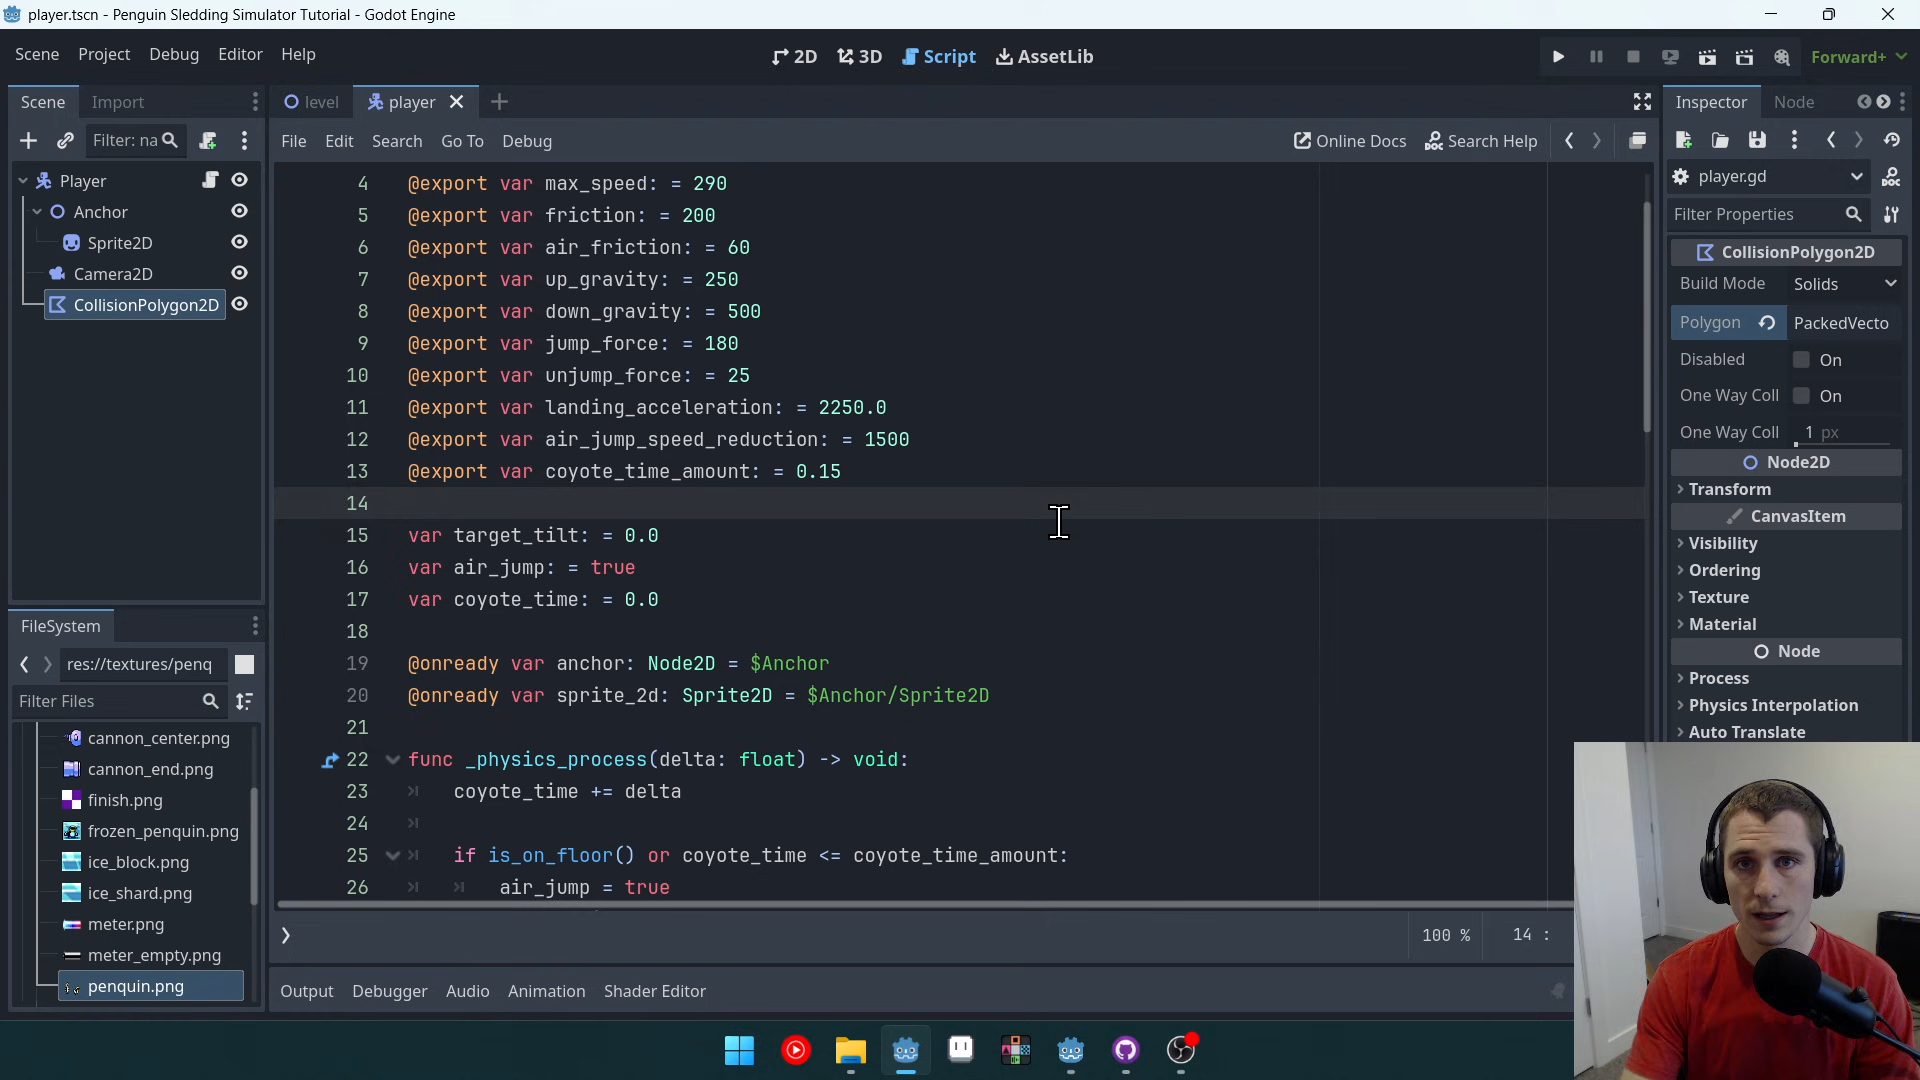 player.tscn - Penguin Sledding Simulator Tutorial - Godot Engine
Scene Project Debug Editor Help
2D 3D Script AssetLib
Forward+
Scene Import
level player
Inspector Node
Filter: na
File Edit Search Go To Debug
Online Docs Search Help
Player
Anchor
Sprite2D
Camera2D
CollisionPolygon2D
FileSystem
res://textures/penq
Filter Files
cannon_center.png
cannon_end.png
finish.png
frozen_penquin.png
ice_block.png
ice_shard.png
meter.png
meter_empty.png
penquin.png
4 @export var max_speed: = 290
5 @export var friction: = 200
6 @export var air_friction: = 60
7 @export var up_gravity: = 250
8 @export var down_gravity: = 500
9 @export var jump_force: = 180
10 @export var unjump_force: = 25
11 @export var landing_acceleration: = 2250.0
12 @export var air_jump_speed_reduction: = 1500
13 @export var coyote_time_amount: = 0.15
14
15 var target_tilt: = 0.0
16 var air_jump: = true
17 var coyote_time: = 0.0
18
19 @onready var anchor: Node2D = $Anchor
20 @onready var sprite_2d: Sprite2D = $Anchor/Sprite2D
21
22 func _physics_process(delta: float) -> void:
23 coyote_time += delta
24
25 if is_on_floor() or coyote_time <= coyote_time_amount:
26 air_jump = true
100 % 14 :
Output Debugger Audio Animation Shader Editor
player.gd
Filter Properties
CollisionPolygon2D
Build Mode Solids
Polygon PackedVecto
Disabled On
One Way Coll On
One Way Coll 1 px
Node2D
Transform
CanvasItem
Visibility
Ordering
Texture
Material
Node
Process
Physics Interpolation
Auto Translate